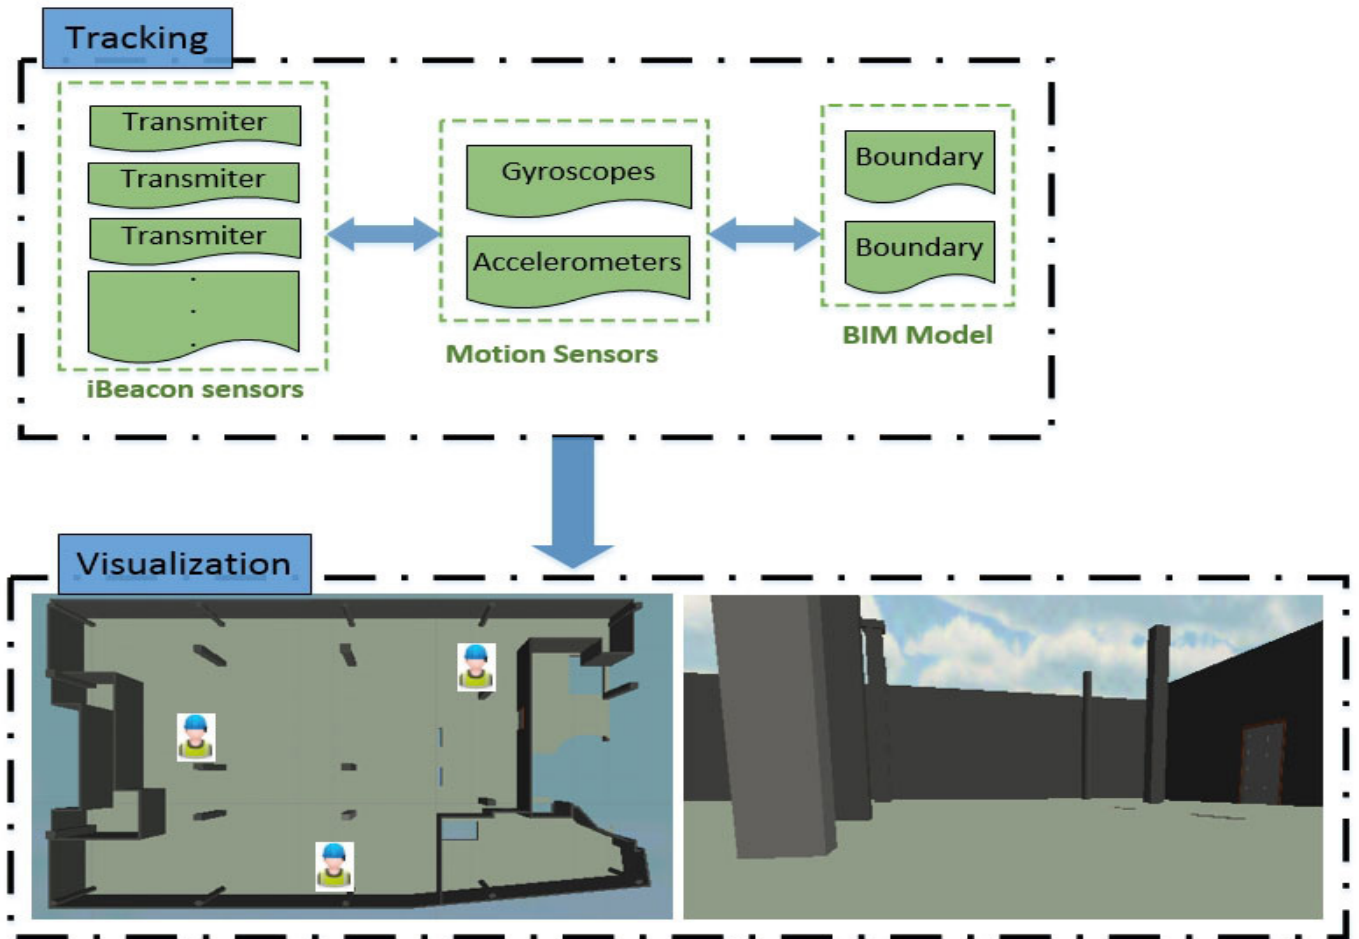 Tracking
Transmiter
Transmiter
Transmiter
.
.
.
iBeacon sensors
Gyroscopes
Accelerometers
Motion Sensors
Boundary
Boundary
BIM Model
Visualization